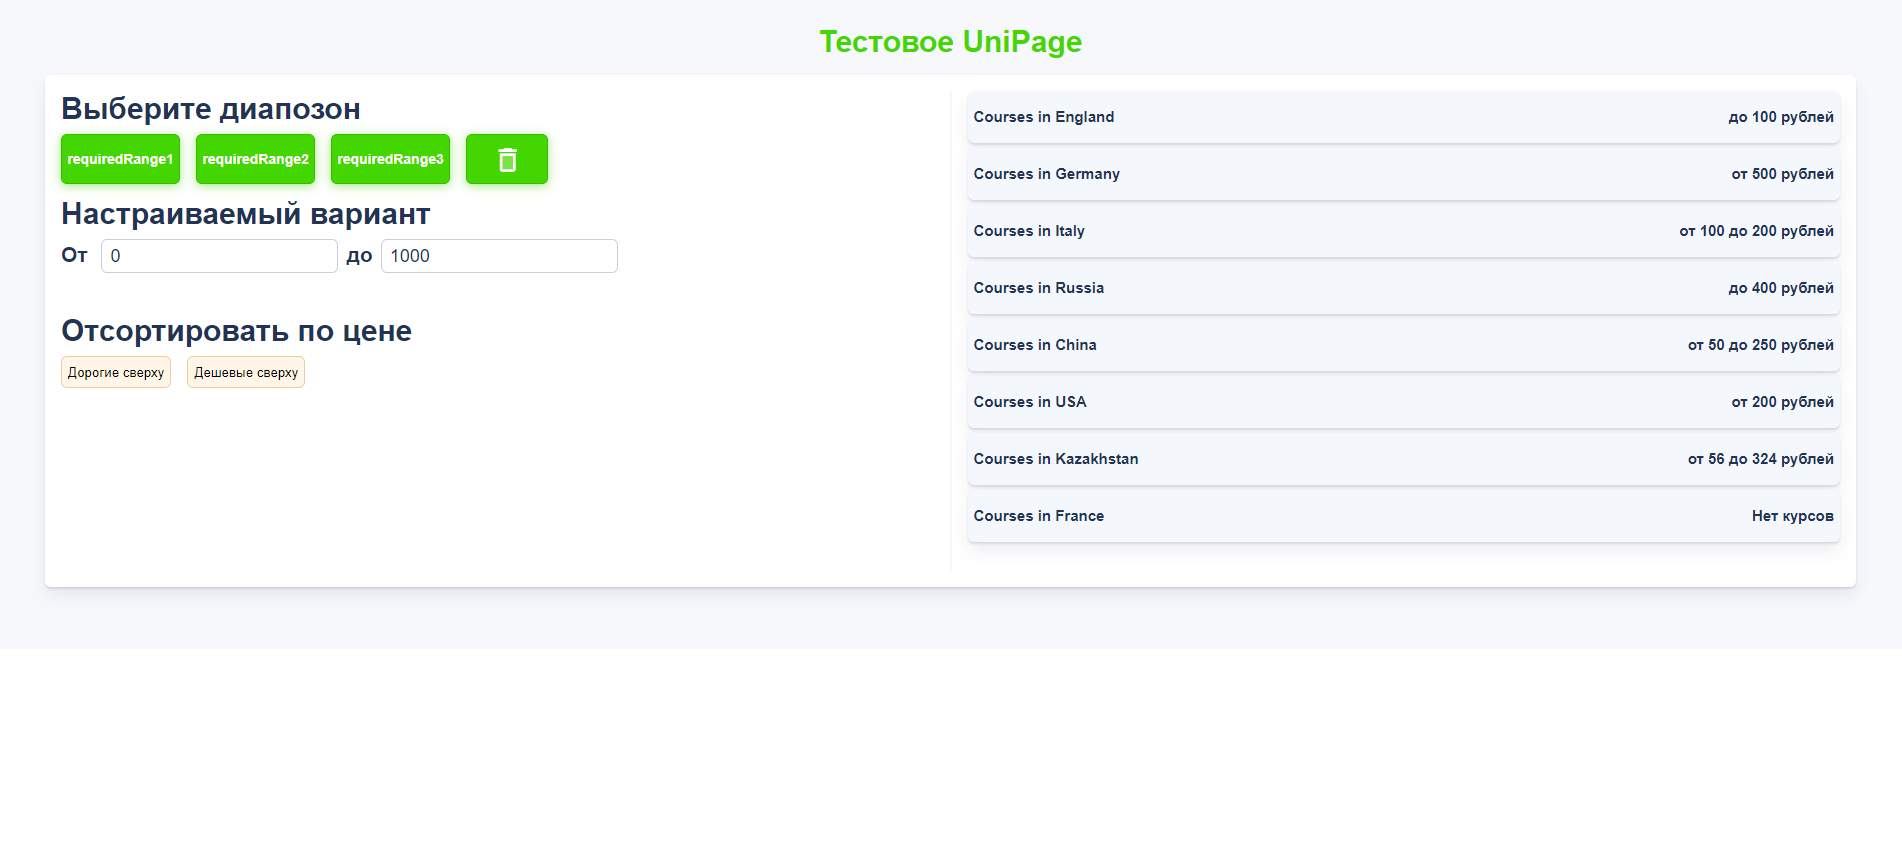 Тестовое UniPage
Выберите диапозон
requiredRange1 requiredRange2 requiredRange3
Настраиваемый вариант
От 0 до 1000
Отсортировать по цене
Дорогие сверху Дешевые сверху
Courses in England до 100 рублей
Courses in Germany от 500 рублей
Courses in Italy от 100 до 200 рублей
Courses in Russia до 400 рублей
Courses in China от 50 до 250 рублей
Courses in USA от 200 рублей
Courses in Kazakhstan от 56 до 324 рублей
Courses in France Нет курсов